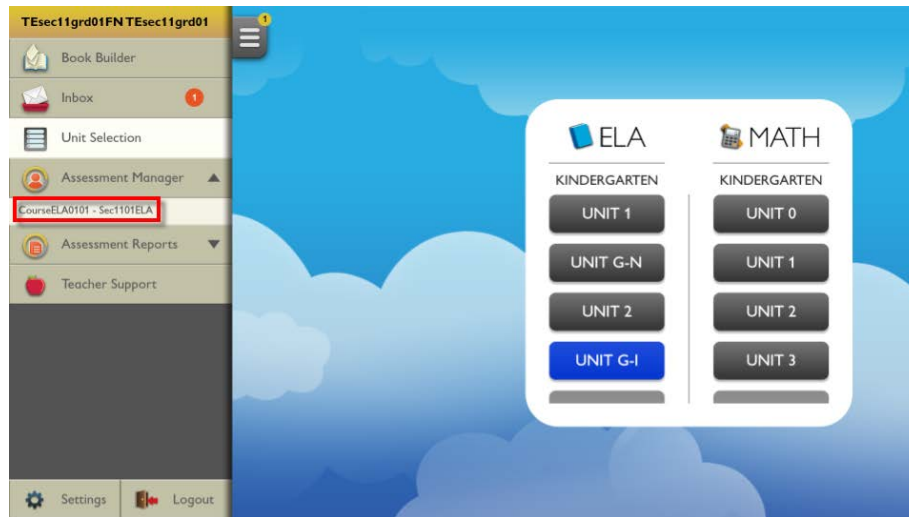 TEsec11grd01FN TEsec11grd01
1
Book Builder
Inbox
1
Unit Selection
Assessment Manager
CourseELA0101 - Sec1101ELA
Assessment Reports
Teacher Support
Settings
Logout
ELA
KINDERGARTEN
UNIT 1
UNIT G-N
UNIT 2
UNIT G-I
MATH
KINDERGARTEN
UNIT 0
UNIT 1
UNIT 2
UNIT 3